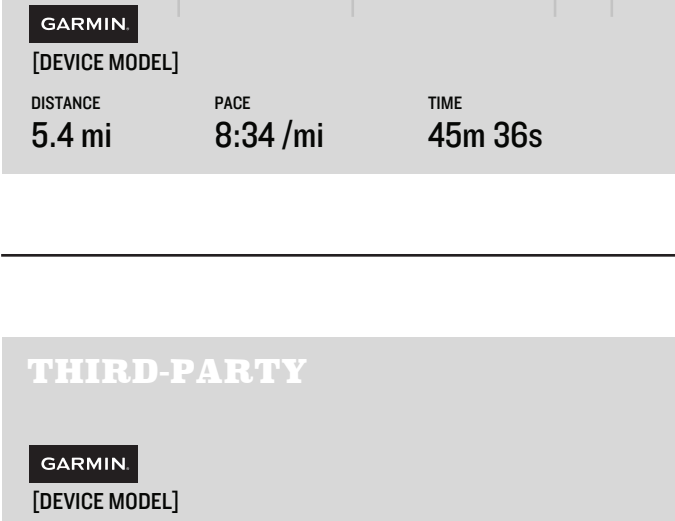 GARMIN.
[DEVICE MODEL]
DISTANCE PACE TIME
5.4 mi 8:34 /mi 45m 36s
THIRD-PARTY
GARMIN.
[DEVICE MODEL]